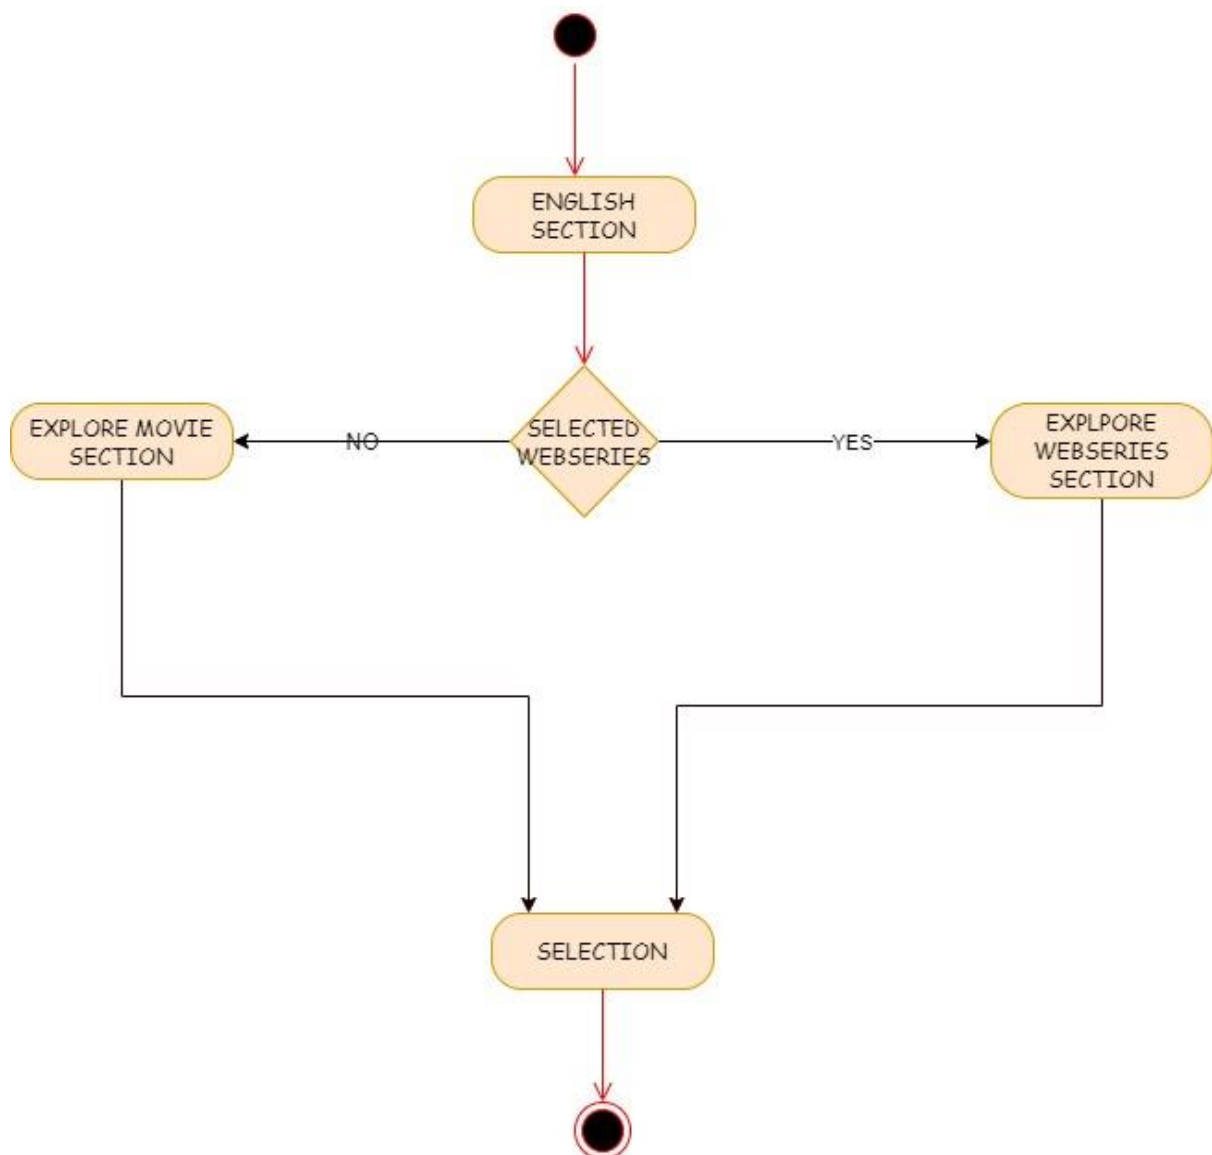 ENGLISH
SECTION
EXPLORE MOVIE
SECTION
NO
SELECTED
WEBSERIES
YES
EXPLPORE
WEBSERIES
SECTION
SELECTION